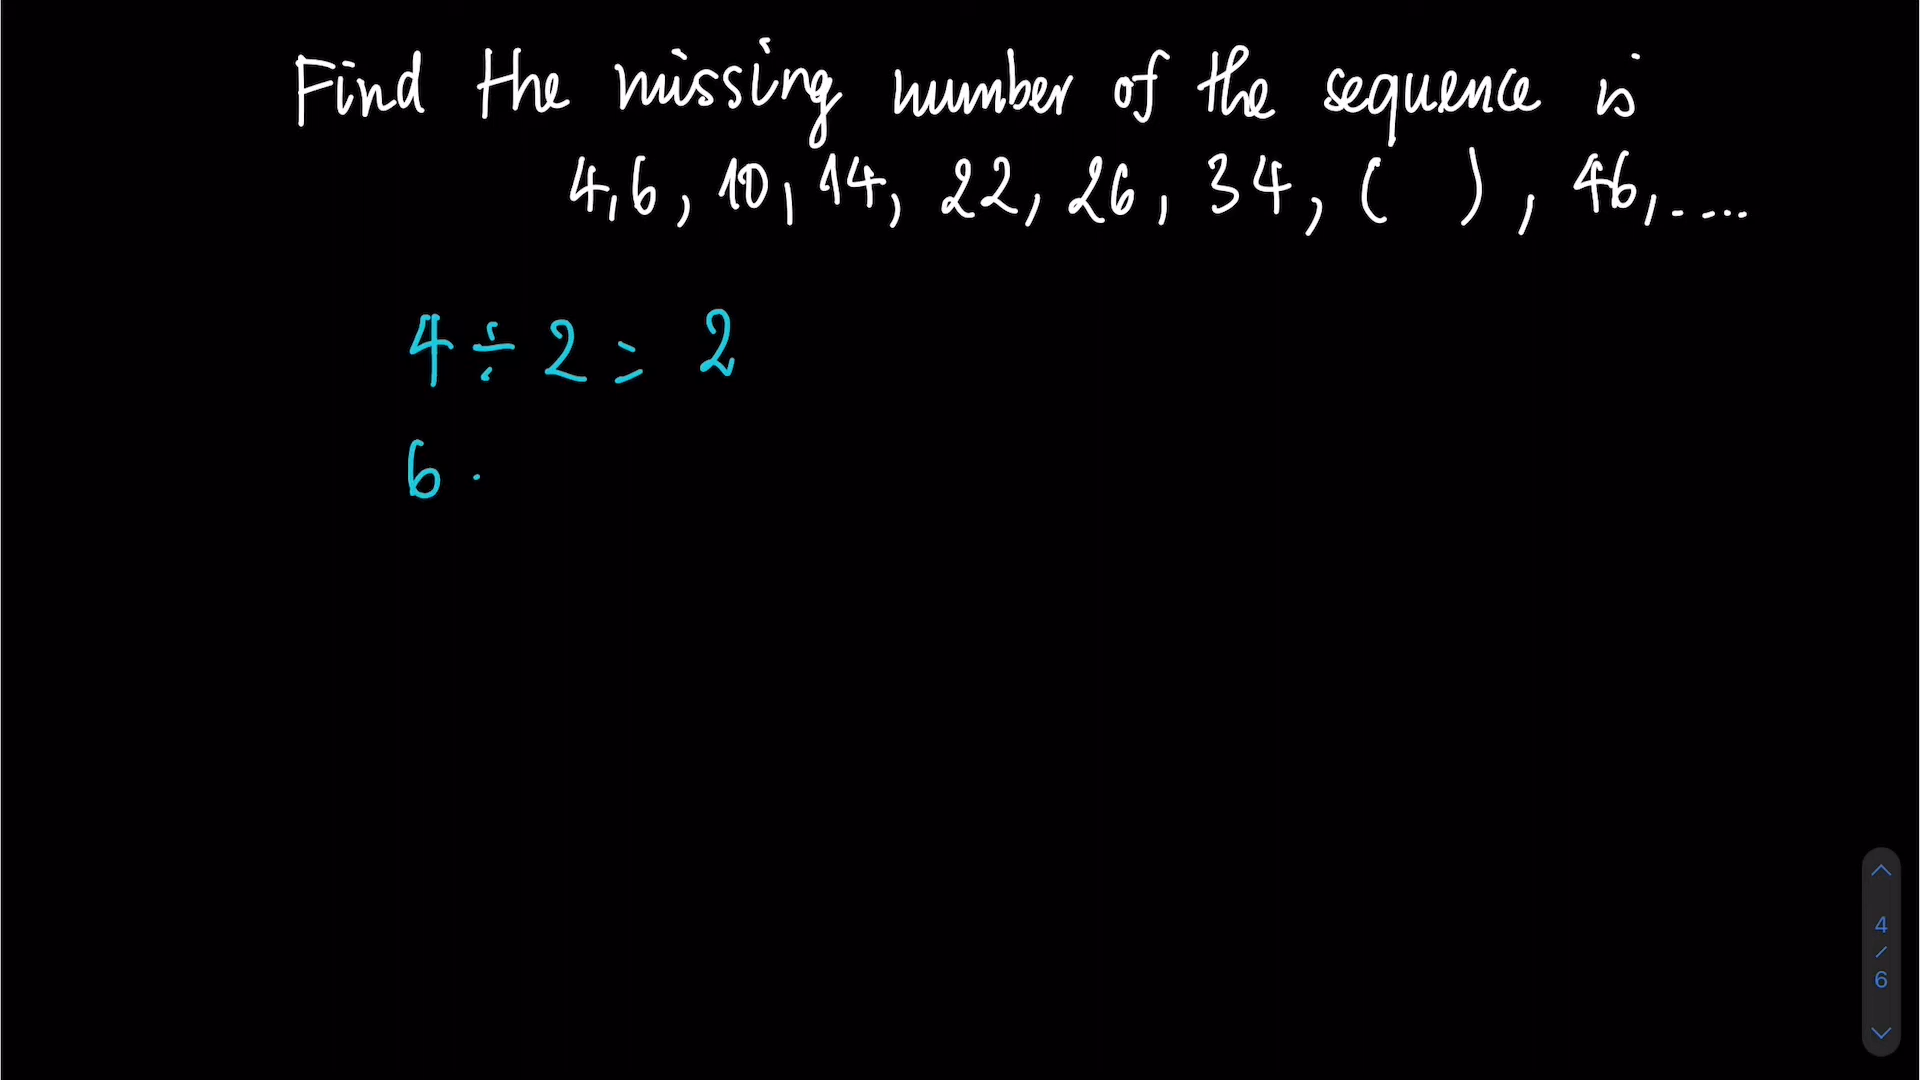 Find the missing number of the sequence is
4,6, 10, 14, 22, 26, 34, ( ), 46, .....
4 ÷ 2 = 2
6 .
4
/
6